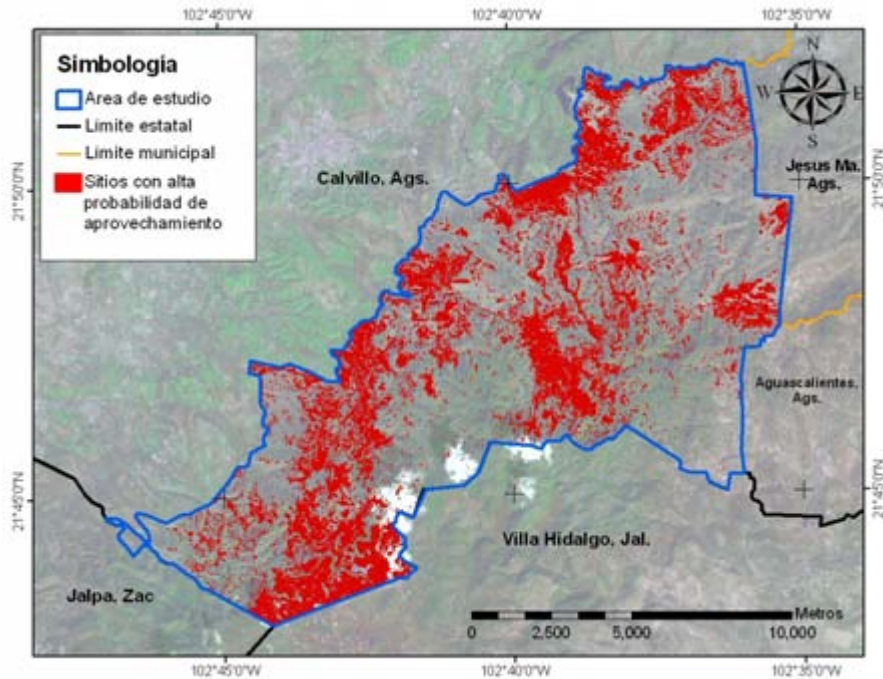 102°45'0"W
102°40'0"W
102°35'0"W
Simbología
Area de estudio
Limite estatal
Limite municipal
Sitios con alta
probabilidad de
aprovechamiento
N
W
E
S
21°50'0"N
21°50'0"N
Calvillo, Ags.
Jesus Ma.
Ags.
Aguascalientes,
Ags.
21°45'0"N
21°45'0"N
Villa Hidalgo, Jal.
Jalpa, Zac
Metros
0
2,500
5,000
10,000
102°45'0"W
102°40'0"W
102°35'0"W